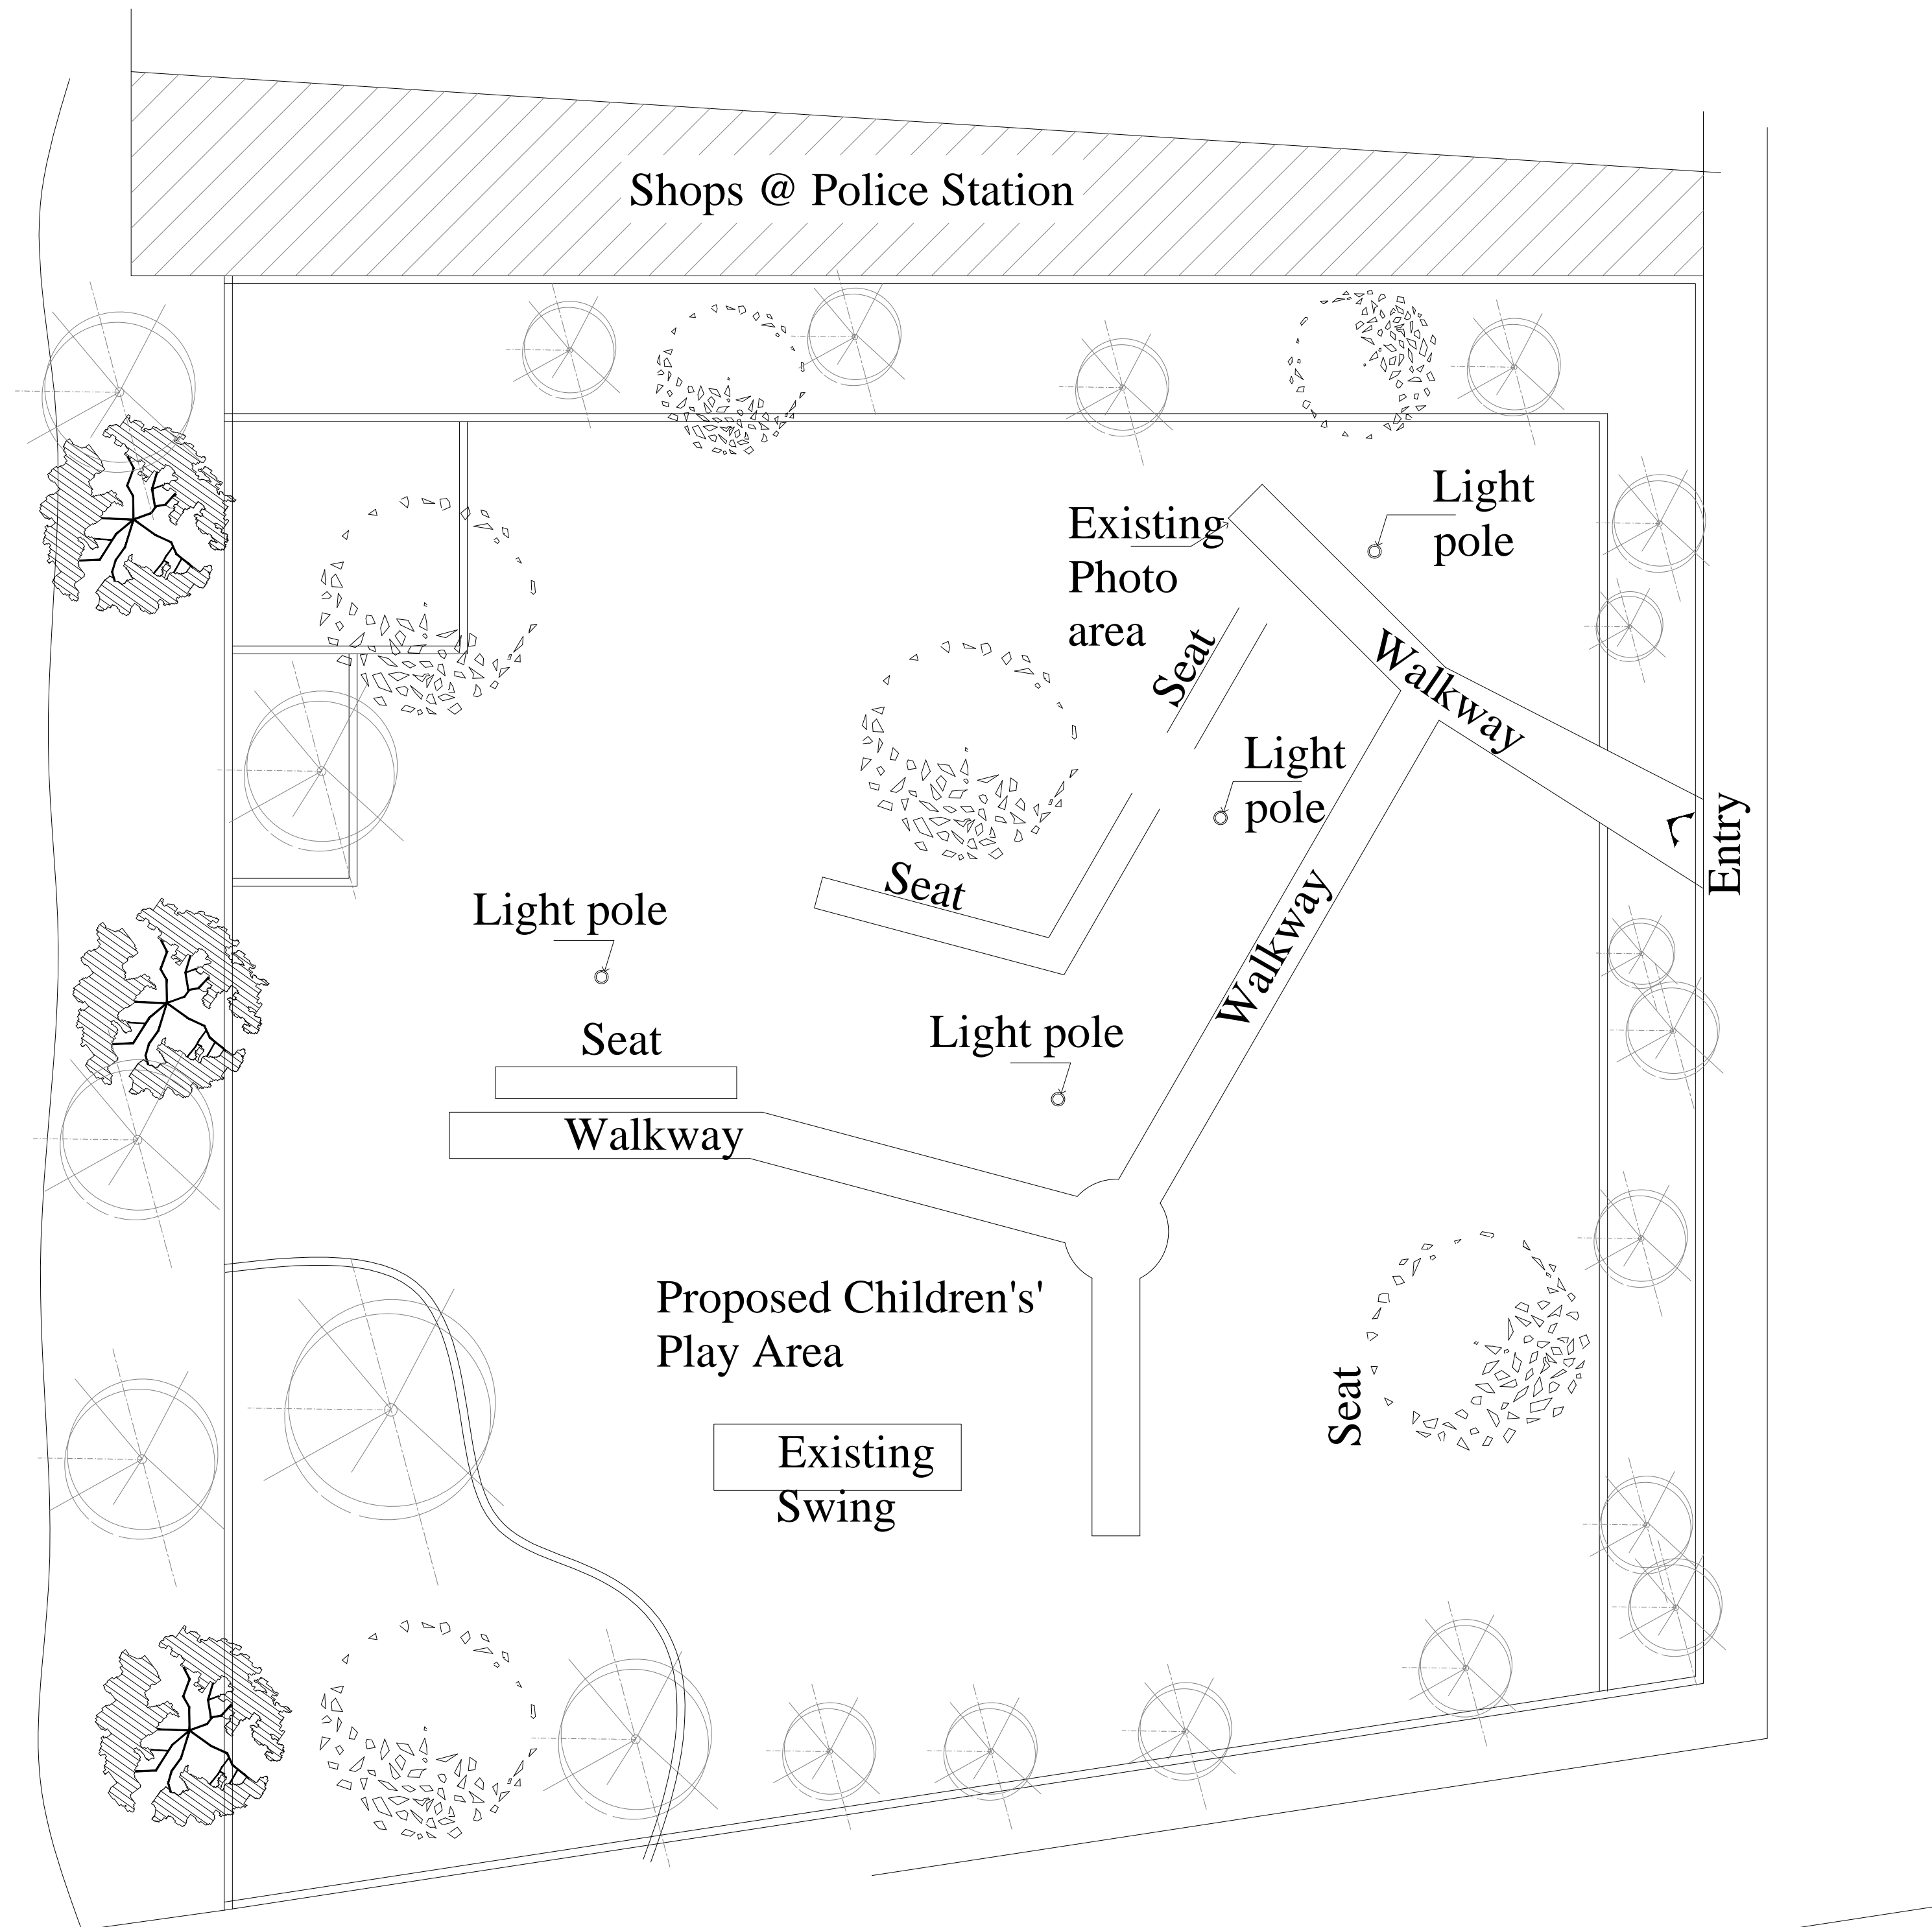 Shops @ Police Station
Light
pole
Existing
Photo
area
Seat
Walkway
Light
pole
Entry
Seat
Light pole
Walkway
Light pole
Seat
Walkway
Proposed Children's'
Play Area
Seat
Existing
Swing